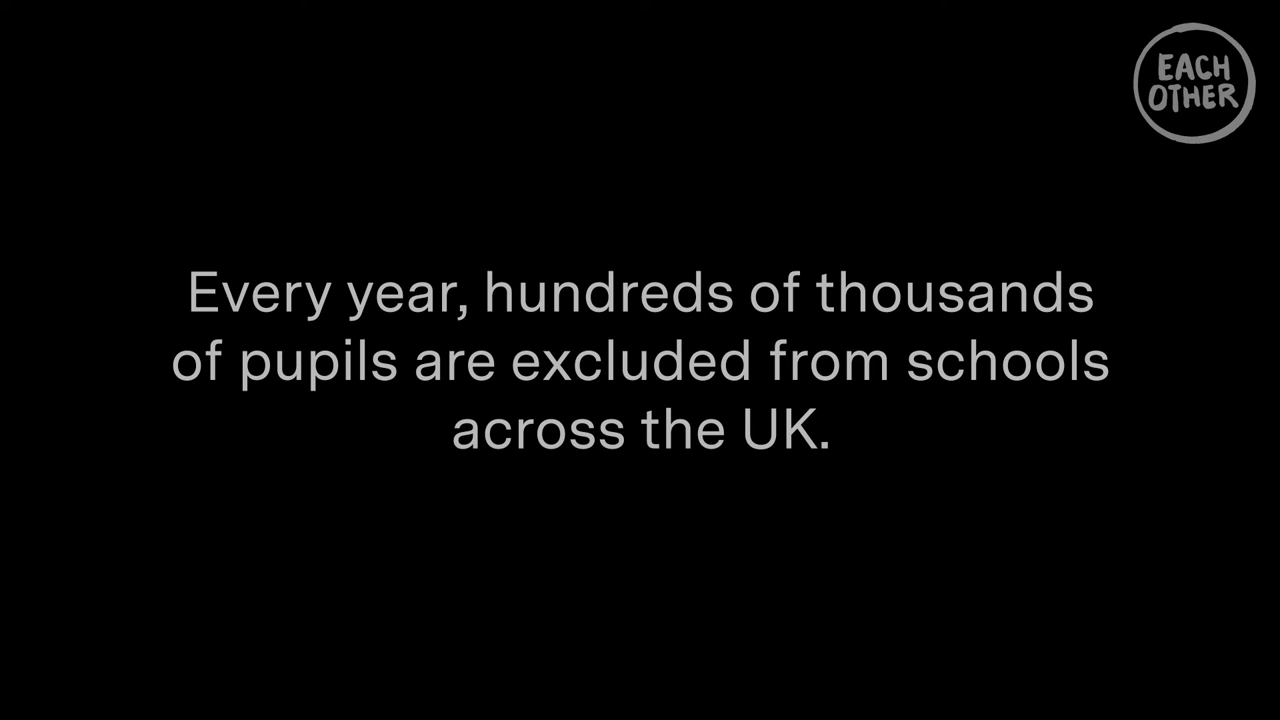 EACH
OTHER
Every year, hundreds of thousands
of pupils are excluded from schools
across the UK.